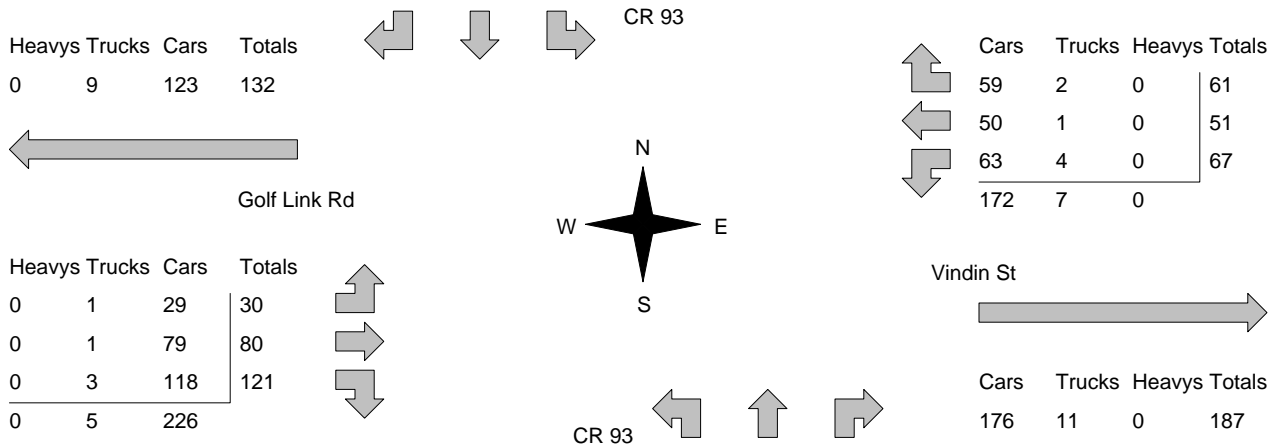 CR 93
Heavys Trucks Cars Totals
0 9 123 132
Cars Trucks Heavys Totals
59 2 0 61
50 1 0 51
63 4 0 67
172 7 0
Golf Link Rd
N
W E
S
Heavys Trucks Cars Totals
0 1 29 30
0 1 79 80
0 3 118 121
0 5 226
Vindin St
Cars Trucks Heavys Totals
176 11 0 187
CR 93